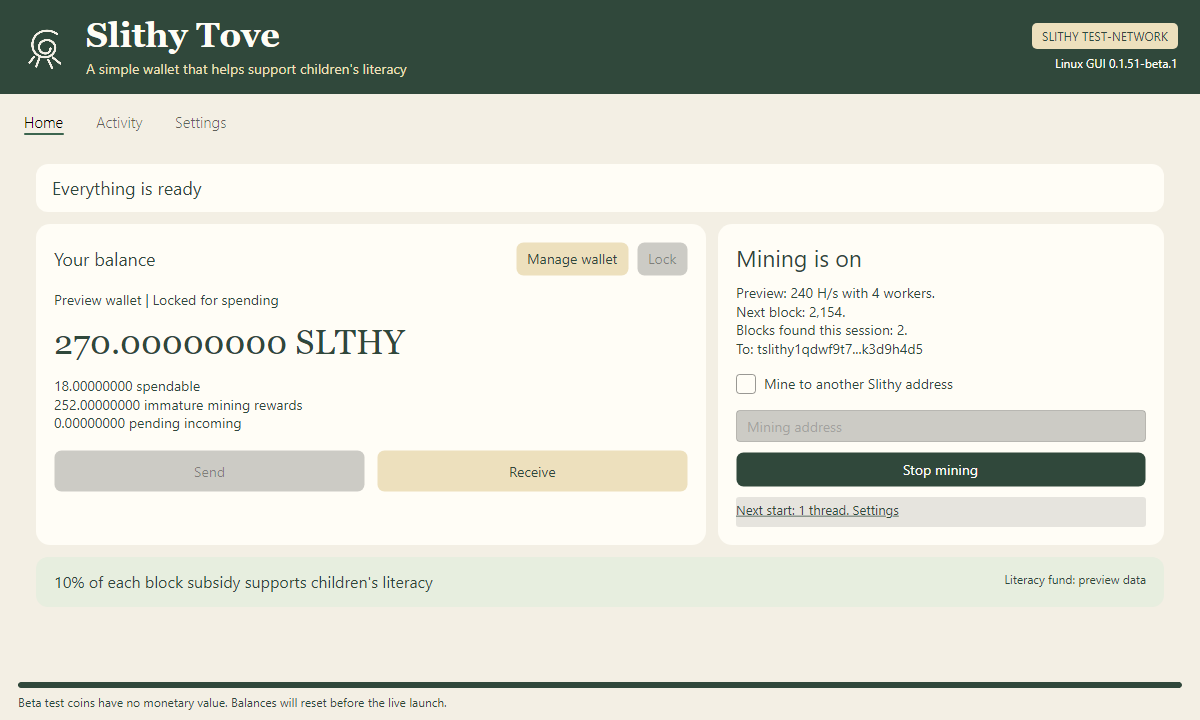 Slithy Tove
A simple wallet that helps support children's literacy
SLITHY TEST-NETWORK
Linux GUI 0.1.51-beta.1
Home
Activity
Settings
Everything is ready
Your balance
Manage wallet
Lock
Preview wallet | Locked for spending
270.00000000 SLTHY
18.00000000 spendable
252.00000000 immature mining rewards
0.00000000 pending incoming
Send
Receive
Mining is on
Preview: 240 H/s with 4 workers.
Next block: 2,154.
Blocks found this session: 2.
To: tslithy1qdwf9t7...k3d9h4d5
Mine to another Slithy address
Mining address
Stop mining
Next start: 1 thread. Settings
10% of each block subsidy supports children's literacy
Literacy fund: preview data
Beta test coins have no monetary value. Balances will reset before the live launch.